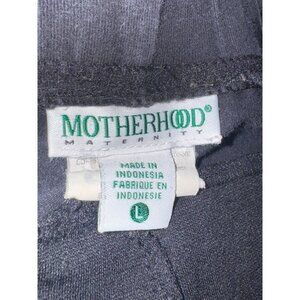 MOTHERHOOD®
MATERNITY
MADE IN
INDONESIA
FABRIQUE EN
INDONESIE
L